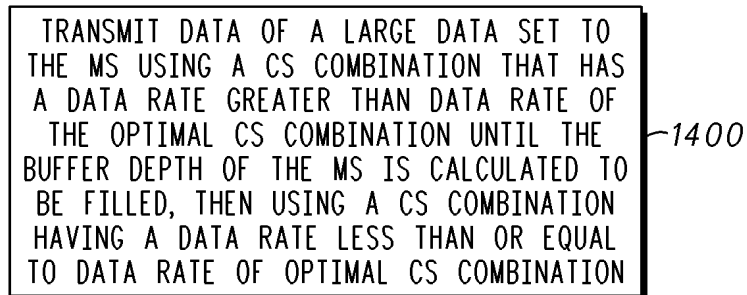 TRANSMIT DATA OF A LARGE DATA SET TO
THE MS USING A CS COMBINATION THAT HAS
A DATA RATE GREATER THAN DATA RATE OF
THE OPTIMAL CS COMBINATION UNTIL THE
BUFFER DEPTH OF THE MS IS CALCULATED TO
BE FILLED, THEN USING A CS COMBINATION
HAVING A DATA RATE LESS THAN OR EQUAL
TO DATA RATE OF OPTIMAL CS COMBINATION
1400